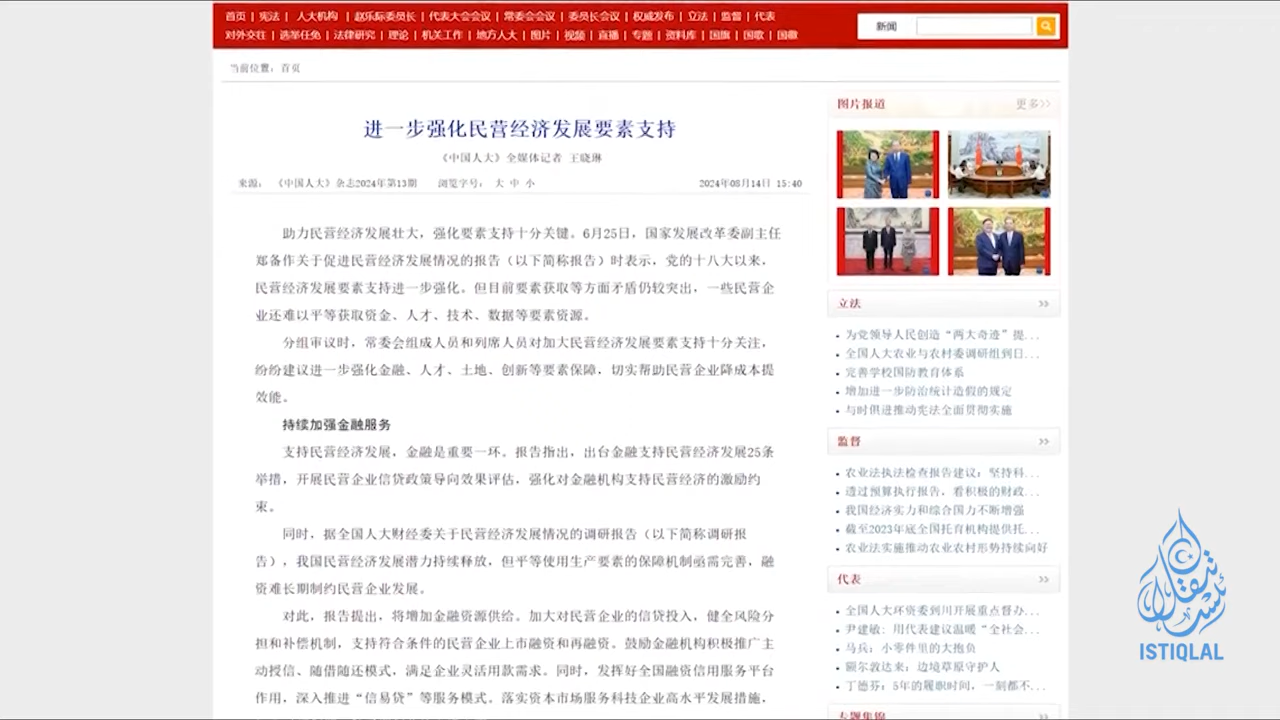 首页 | 宪法 | 人大机构 | 赵乐际委员长 | 代表大会会议 | 常委会会议 | 委员长会议 | 权威发布 | 立法 | 监督 | 代表
对外交往 | 选举任免 | 法律研究 | 理论 | 机关工作 | 地方人大 | 图片 | 视频 | 直播 | 专题 | 资料库 | 国旗 | 国歌 | 国徽
新闻
当前位置: 首页
进一步强化民营经济发展要素支持
《中国人大》全媒体记者 王晓琳
来源: 《中国人大》杂志2024年第13期 浏览字号: 大 中 小 2024年08月14日 15:40
助力民营经济发展壮大，强化要素支持十分关键。6月25日，国家发展改革委副主任
郑备作关于促进民营经济发展情况的报告（以下简称报告）时表示，党的十八大以来，
民营经济发展要素支持进一步强化。但目前要素获取等方面矛盾仍较突出，一些民营企
业还难以平等获取资金、人才、技术、数据等要素资源。
分组审议时，常委会组成人员和列席人员对加大民营经济发展要素支持十分关注，
纷纷建议进一步强化金融、人才、土地、创新等要素保障，切实帮助民营企业降成本提
效能。
持续加强金融服务
支持民营经济发展，金融是重要一环。报告指出，出台金融支持民营经济发展25条
举措，开展民营企业信贷政策导向效果评估，强化对金融机构支持民营经济的激励约
束。
同时，据全国人大财经委关于民营经济发展情况的调研报告（以下简称调研报
告），我国民营经济发展潜力持续释放，但平等使用生产要素的保障机制亟需完善，融
资难长期制约民营企业发展。
对此，报告提出，将增加金融资源供给。加大对民营企业的信贷投入，健全风险分
担和补偿机制，支持符合条件的民营企业上市融资和再融资。鼓励金融机构积极推广主
动授信、随借随还模式，满足企业灵活用款需求。同时，发挥好全国融资信用服务平台
作用，深入推进“信易贷”等服务模式。落实资本市场服务科技企业高水平发展措施，
图片报道 更多>>
立法 >>
为党领导人民创造“两大奇迹”提...
全国人大农业与农村委调研组到日...
完善学校国防教育体系
增加进一步防治统计造假的规定
与时俱进推动宪法全面贯彻实施
监督 >>
农业法执法检查报告建议：坚持科...
透过预算执行报告，看积极的财政...
我国经济实力和综合国力不断增强
截至2023年底全国托育机构提供托...
农业法实施推动农业农村形势持续向好
代表 >>
全国人大环资委到川开展重点督办...
尹建敏：用代表建议温暖“全社会...
马兵：小零件里的大抱负
额尔敦达来：边境草原守护人
丁德芬：5年的履职时间，一刻都不...
专题集锦 >>
ISTIQLAL